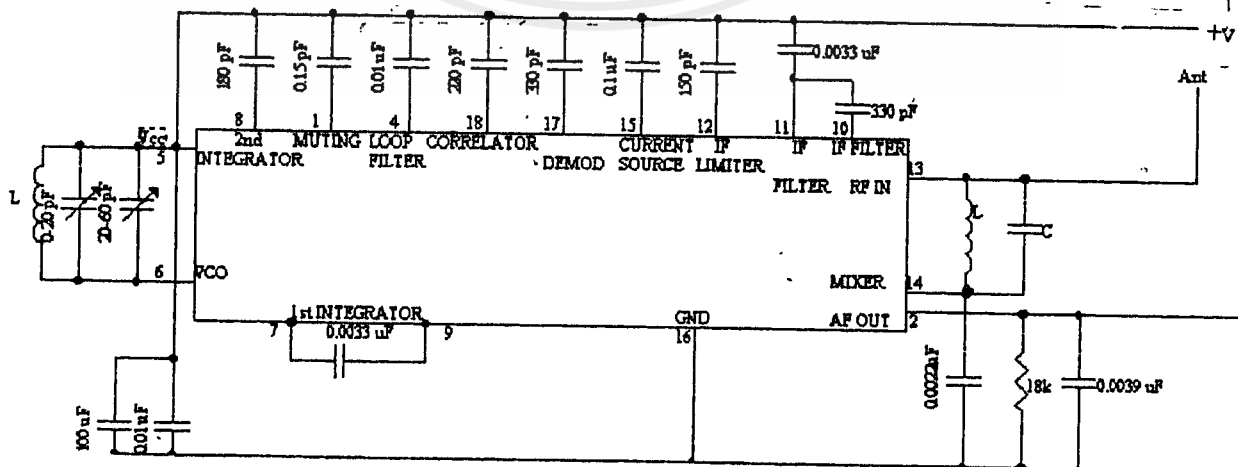 +v
180 pF
0.15 pF
0.01 uF
220 pF
330 pF
0.1 uF
150 pF
0.0033 uF
Ant
330 pF
8
1
4
18
17
15
12
11
10
2nd
INTEGRATOR
MUTING
LOOP
FILTER
CORRELATOR
DEMOD
CURRENT
SOURCE
IF
LIMITER
IF
FILTER
IF FILTER
5
13
RF IN
L
0-20 pF
20-60 pF
L
C
6
VCO
MIXER
14
1st INTEGRATOR
7
0.0033 uF
9
GND
16
AF OUT
2
100 uF
0.01 uF
0.0022uF
18k
0.0039 uF